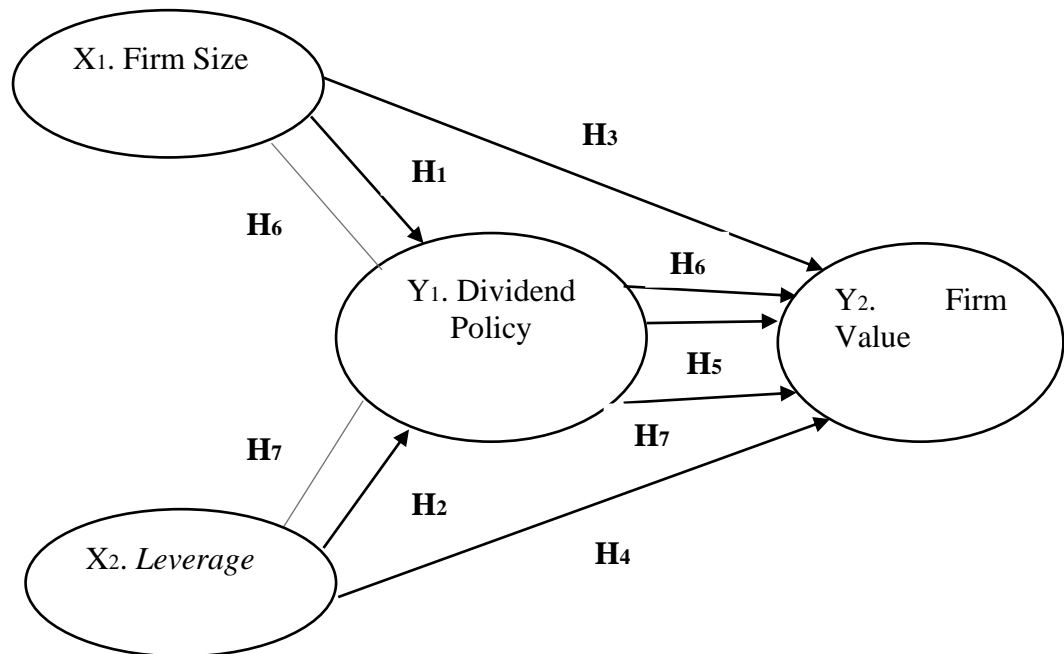 X1. Firm Size
H3
H1
H6
H6
Y1. Dividend
Policy
Y2. Firm
Value
H5
H7
H7
H2
X2. Leverage
H4